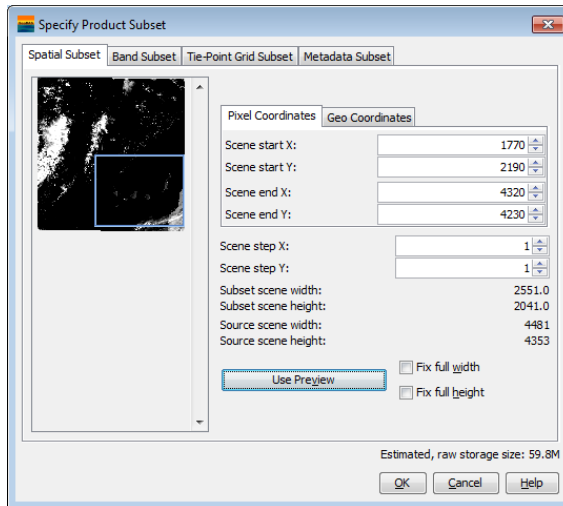 Specify Product Subset
Spatial Subset Band Subset Tie-Point Grid Subset Metadata Subset
Pixel Coordinates Geo Coordinates
Scene start X: 1770
Scene start Y: 2190
Scene end X: 4320
Scene end Y: 4230
Scene step X: 1
Scene step Y: 1
Subset scene width: 2551.0
Subset scene height: 2041.0
Source scene width: 4481
Source scene height: 4353
Use Preview
Fix full width
Fix full height
Estimated, raw storage size: 59.8M
OK Cancel Help